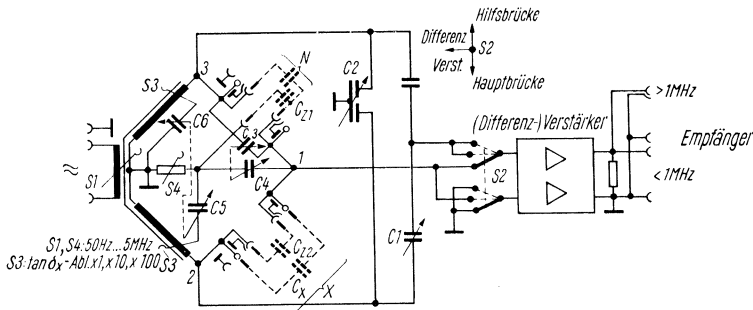 Hilfsbrücke
Differenz
S2
Verst.
Hauptbrücke
3
N
S3
C2
CZ1
C6
C3
(Differenz-)Verstärker
>1MHz
Empfänger
<1MHz
≈
S1
S4
1
C4
S2
C5
C1
S1, S4: 50Hz...5MHz
S3: tan δx-Abl. x1, x10, x100
S3
2
CZ2
Cx
X